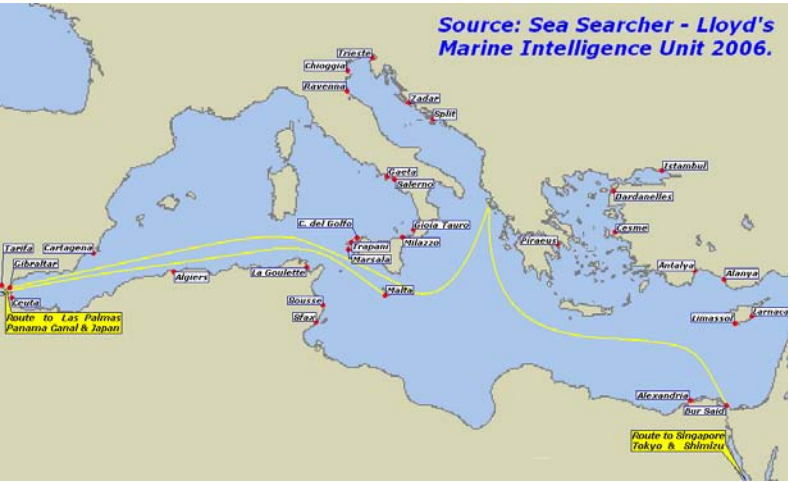 Source: Sea Searcher - Lloyd's
Marine Intelligence Unit 2006.
Trieste
Chioggia
Ravenna
Zadar
Split
Istambul
Gaeta
Salerno
Dardanelles
C. del Golfo
Gioia Tauro
Cesme
Tarifa
Cartagena
Trapani
Milazzo
Piraeus
Gibraltar
Marsala
Antalya
Algiers
La Goulette
Alanya
Malta
Ceuta
Sousse
Larnaca
Sfax
Limassol
Route to Las Palmas
Panama Canal & Japan
Alexandria
Bur Said
Route to Singapore
Tokyo & Shimizu